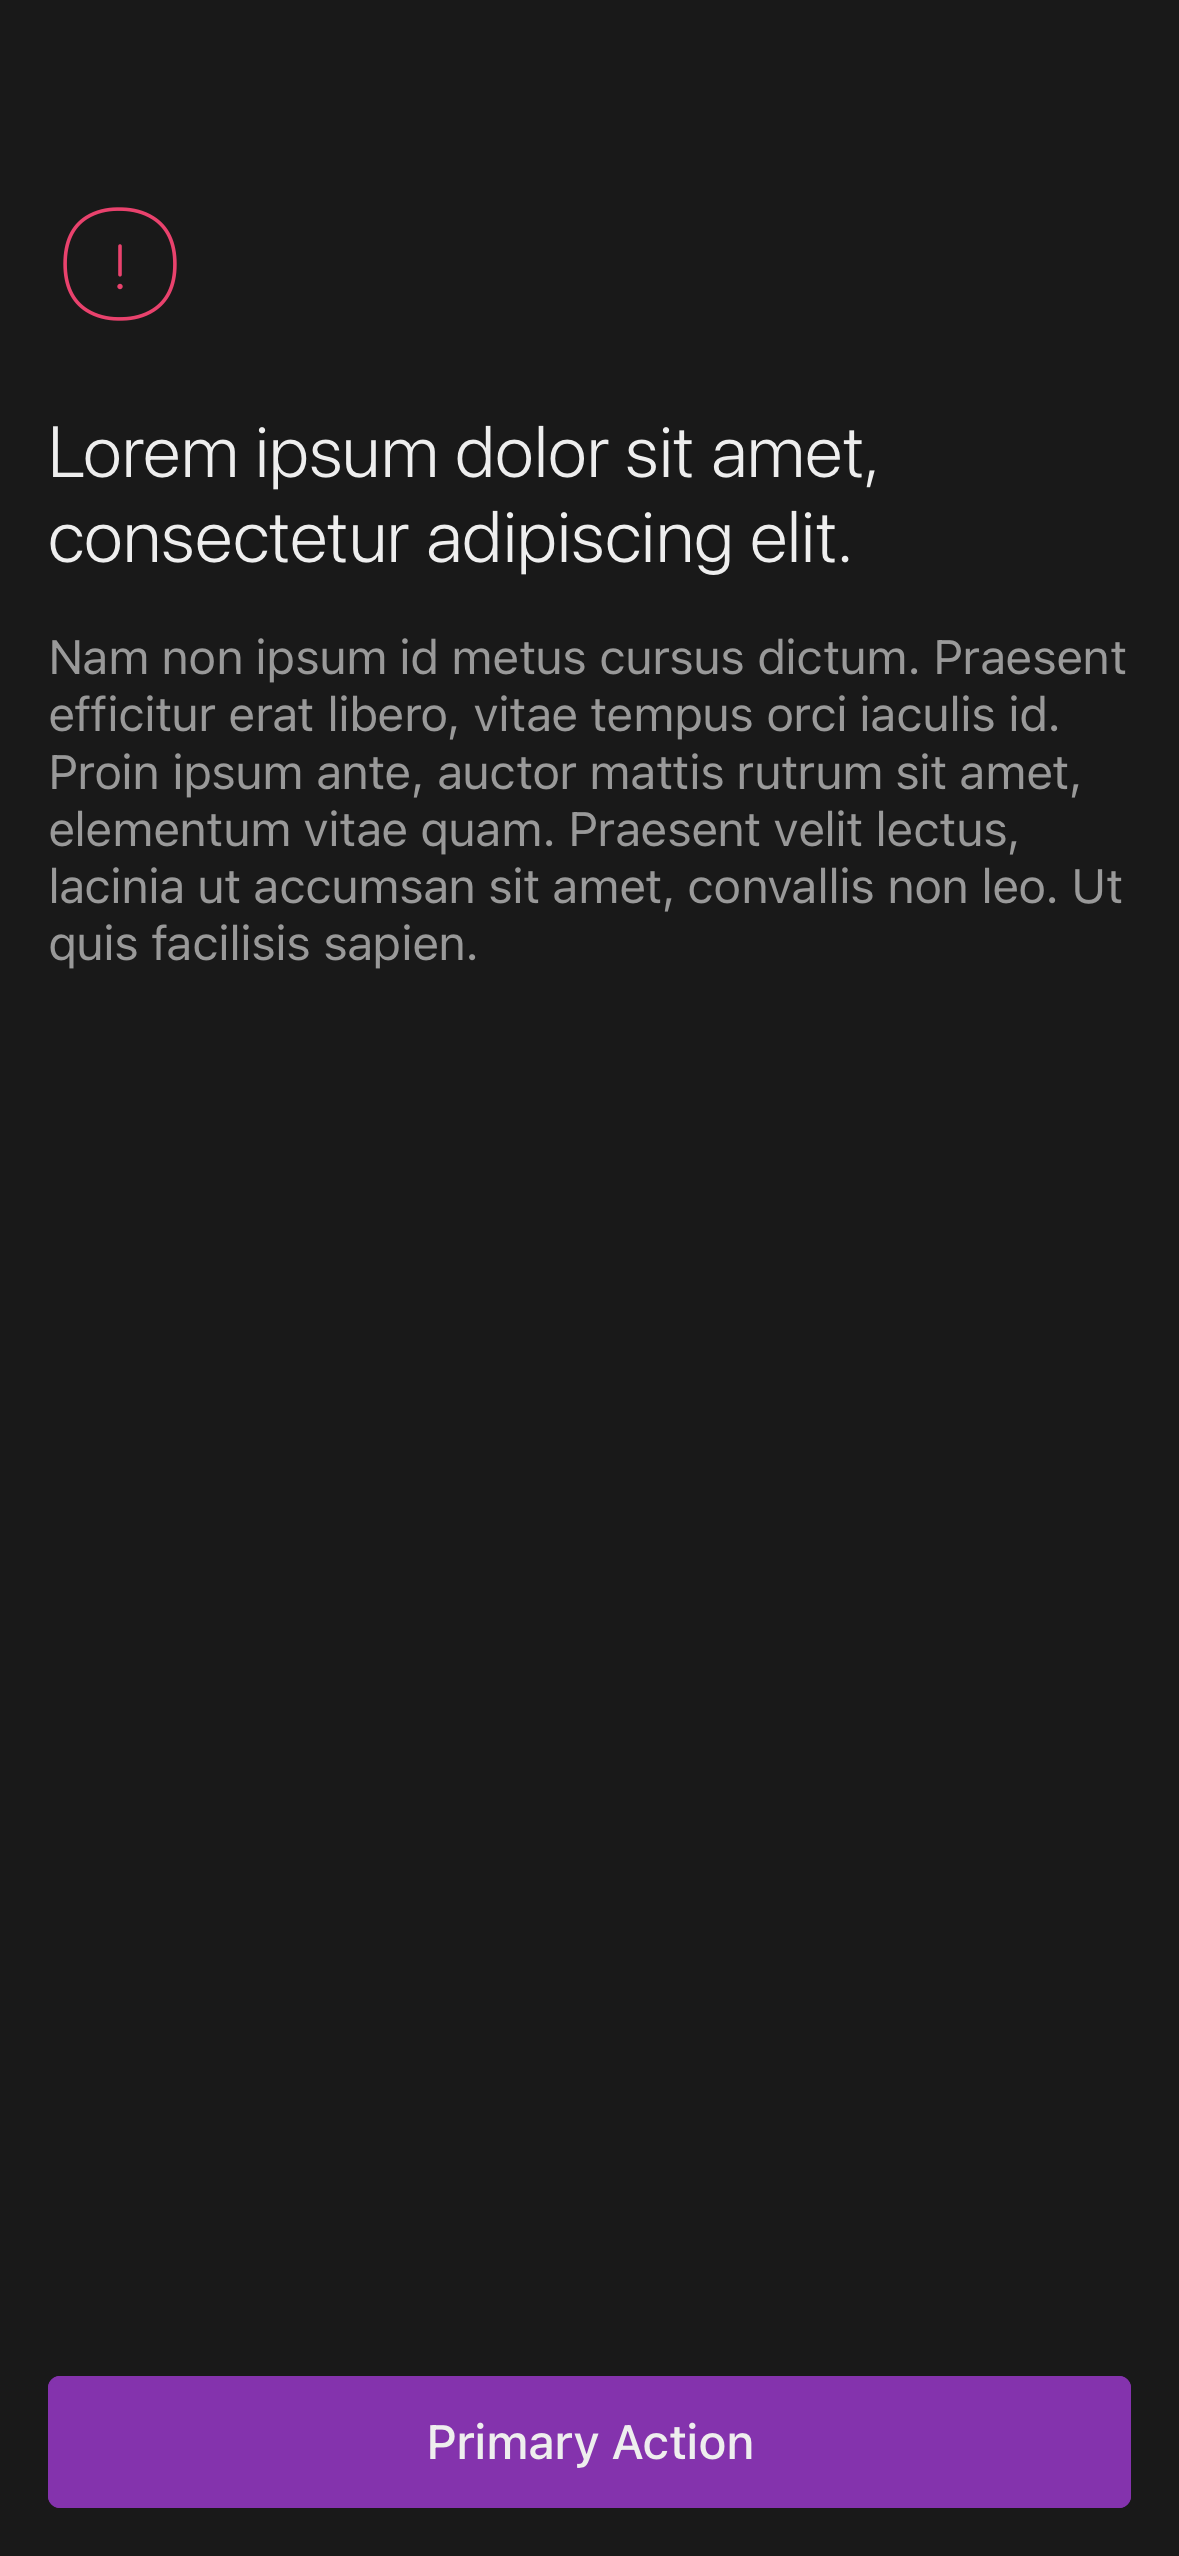 !
Lorem ipsum dolor sit amet,
consectetur adipiscing elit.
Nam non ipsum id metus cursus dictum. Praesent
efficitur erat libero, vitae tempus orci iaculis id.
Proin ipsum ante, auctor mattis rutrum sit amet,
elementum vitae quam. Praesent velit lectus,
lacinia ut accumsan sit amet, convallis non leo. Ut
quis facilisis sapien.
Primary Action